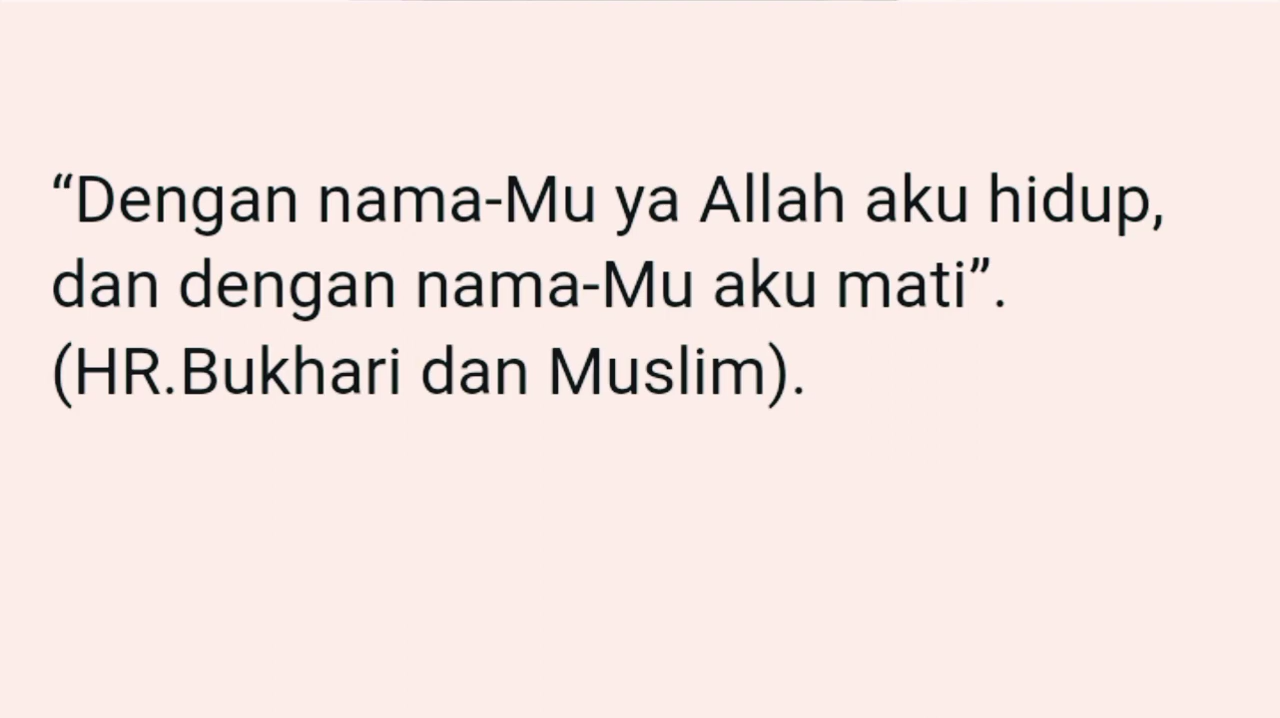 “Dengan nama-Mu ya Allah aku hidup,
dan dengan nama-Mu aku mati”.
(HR.Bukhari dan Muslim).